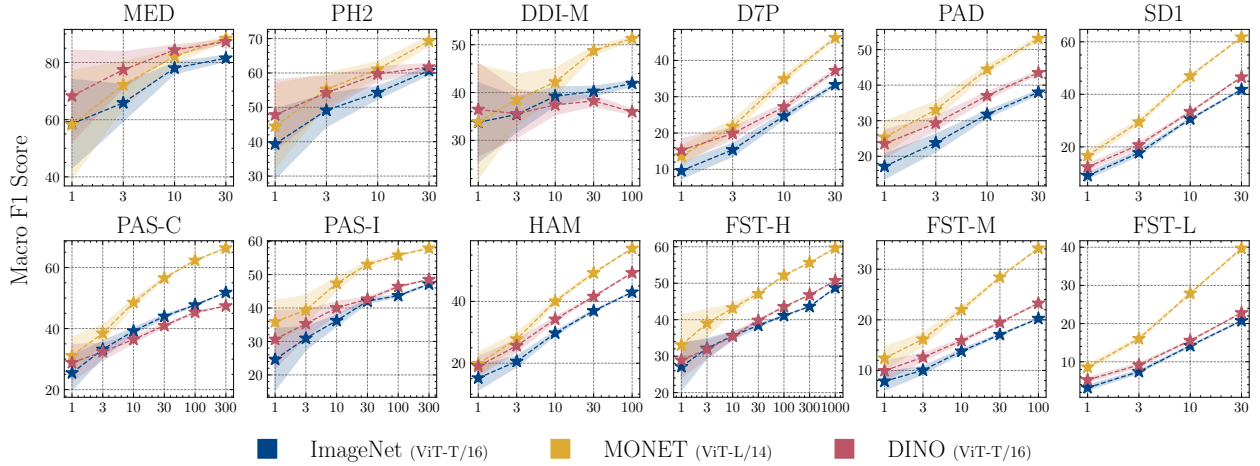 MED PH2 DDI-M D7P PAD SD1
80
60
40
1 3 10 30
70
60
50
40
30
1 3 10 30
50
40
30
1 3 10 30 100
40
30
20
10
1 3 10 30
50
40
30
20
1 3 10 30
60
40
20
1 3 10 30
Macro F1 Score
PAS-C PAS-I HAM FST-H FST-M FST-L
60
40
20
1 3 10 30 100 300
60
50
40
30
20
1 3 10 30 100 300
40
20
1 3 10 30 100
60
50
40
30
20
1 3 10 30 100 300 1000
30
20
10
1 3 10 30 100
40
30
20
10
0
1 3 10 30
ImageNet (ViT-T/16) MONET (ViT-L/14) DINO (ViT-T/16)